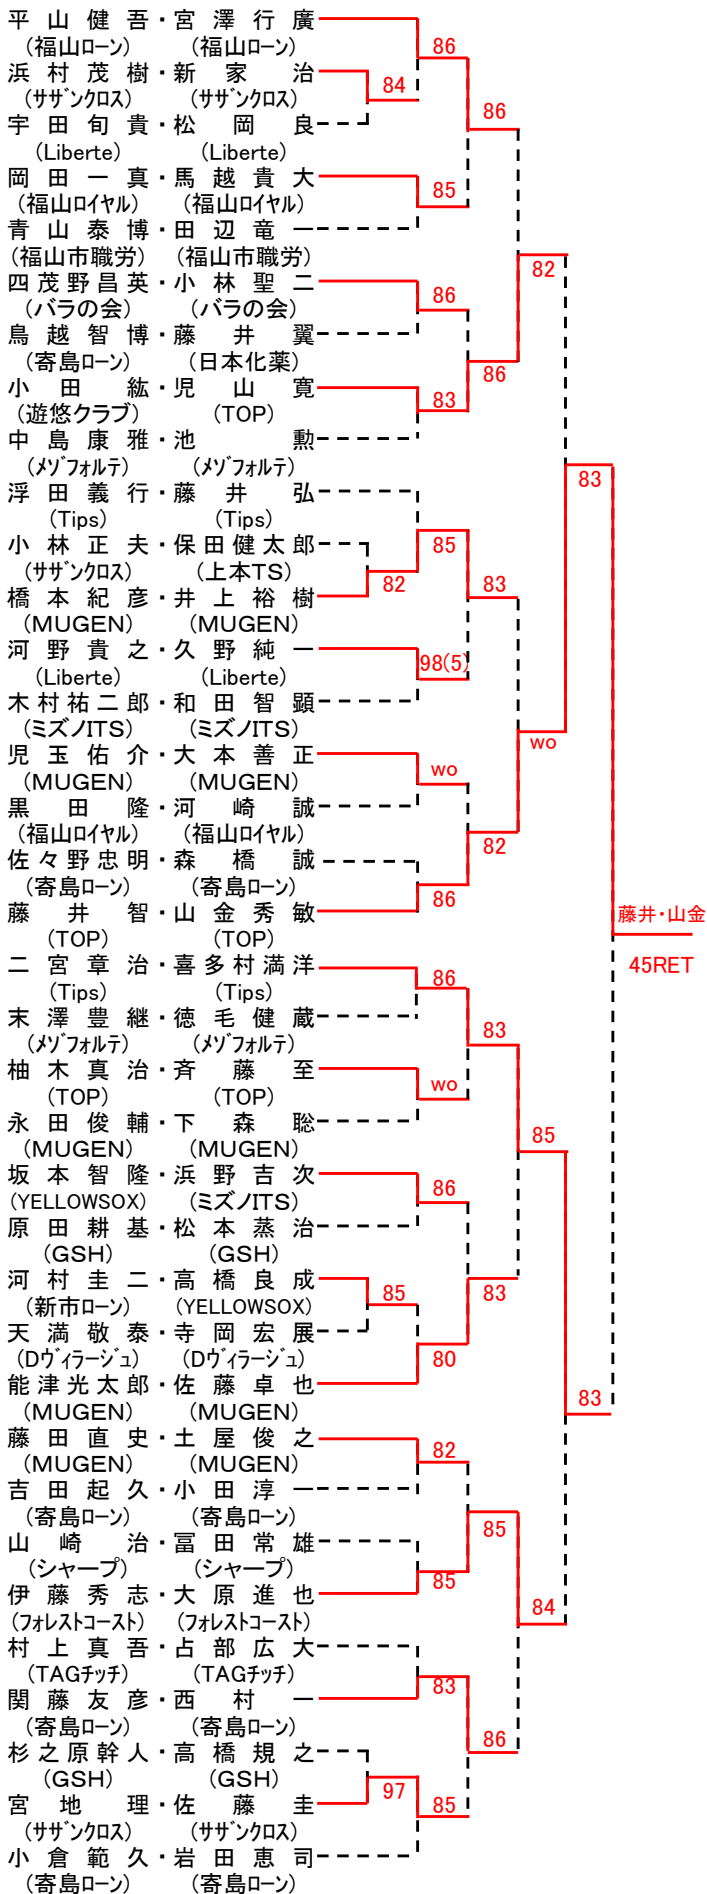 平山健吾・宮澤行廣
(福山ローン) (福山ローン)
86
浜村茂樹・新家治
84
(サザンクロス) (サザンクロス)
86
宇田旬貴・松岡良
(Liberte) (Liberte)
岡田一真・馬越貴大
85
(福山ロイヤル) (福山ロイヤル)
青山泰博・田辺竜一
(福山市職労) (福山市職労)
82
四茂野昌英・小林聖二
86
(バラの会) (バラの会)
鳥越智博・藤井翼
(寄島ローン) (日本化薬)
86
小田紘・児山寛
83
(遊悠クラブ) (TOP)
中島康雅・池勲
(メゾフォルテ) (メゾフォルテ)
83
浮田義行・藤井弘
(Tips) (Tips)
小林正夫・保田健太郎
85
(サザンクロス) (上本TS)
82
83
橋本紀彦・井上裕樹
(MUGEN) (MUGEN)
河野貴之・久野純一
98(5)
(Liberte) (Liberte)
木村祐二郎・和田智顕
(ミズノITS) (ミズノITS)
wo
児玉佑介・大本善正
wo
(MUGEN) (MUGEN)
黒田隆・河崎誠
(福山ロイヤル) (福山ロイヤル)
82
佐々野忠明・森橋誠
(寄島ローン) (寄島ローン)
86
藤井智・山金秀敏
藤井・山金
(TOP) (TOP)
45RET
二宮章治・喜多村満洋
86
(Tips) (Tips)
末澤豊継・徳毛健蔵
83
(メゾフォルテ) (メゾフォルテ)
柚木真治・斉藤至
wo
(TOP) (TOP)
永田俊輔・下森聡
85
(MUGEN) (MUGEN)
坂本智隆・浜野吉次
86
(YELLOWSOX) (ミズノITS)
原田耕基・松本蒸治
(GSH) (GSH)
河村圭二・高橋良成
85
83
(新市ローン) (YELLOWSOX)
天満敬泰・寺岡宏展
80
(Dヴィラージュ) (Dヴィラージュ)
能津光太郎・佐藤卓也
83
(MUGEN) (MUGEN)
藤田直史・土屋俊之
82
(MUGEN) (MUGEN)
吉田起久・小田淳一
(寄島ローン) (寄島ローン)
85
山崎治・冨田常雄
(シャープ) (シャープ)
85
伊藤秀志・大原進也
84
(フォレストコースト) (フォレストコースト)
村上真吾・占部広大
(TAGチッチ) (TAGチッチ)
83
関藤友彦・西村一
(寄島ローン) (寄島ローン)
86
杉之原幹人・高橋規之
(GSH) (GSH)
97
85
宮地理・佐藤圭
(サザンクロス) (サザンクロス)
小倉範久・岩田恵司
(寄島ローン) (寄島ローン)